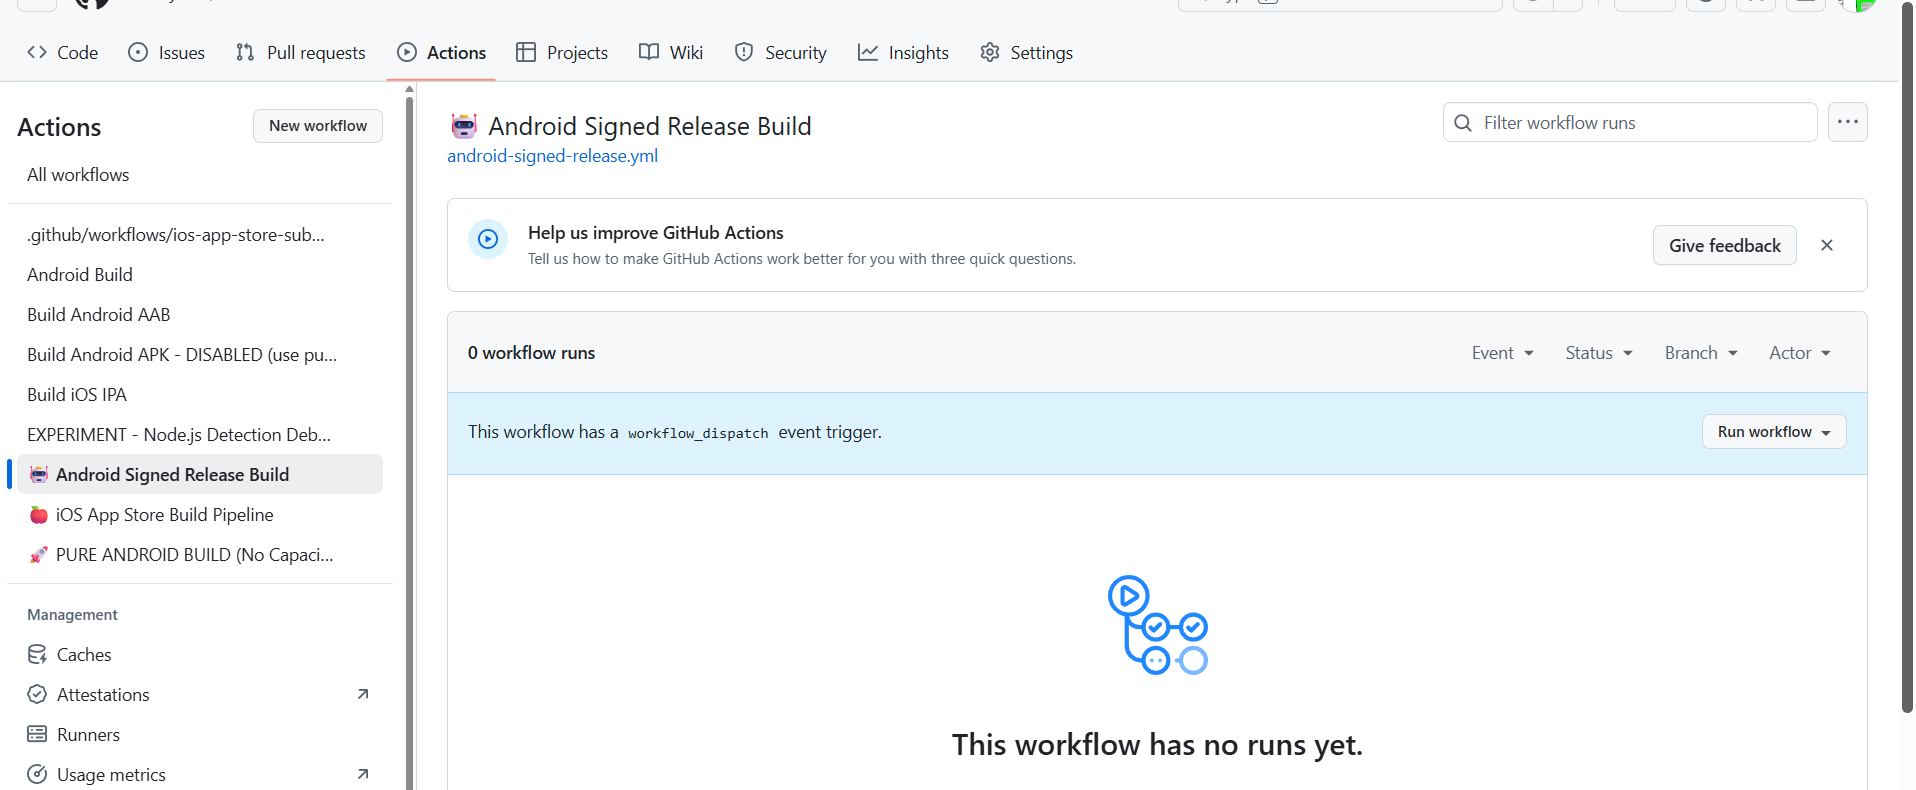 Code
Issues
Pull requests
Actions
Projects
Wiki
Security
Insights
Settings
Actions
New workflow
All workflows
.github/workflows/ios-app-store-sub...
Android Build
Build Android AAB
Build Android APK - DISABLED (use pu...
Build iOS IPA
EXPERIMENT - Node.js Detection Deb...
Android Signed Release Build
iOS App Store Build Pipeline
PURE ANDROID BUILD (No Capaci...
Management
Caches
Attestations
Runners
Usage metrics
Android Signed Release Build
android-signed-release.yml
Filter workflow runs
Help us improve GitHub Actions
Tell us how to make GitHub Actions work better for you with three quick questions.
Give feedback
0 workflow runs
Event
Status
Branch
Actor
This workflow has a workflow_dispatch event trigger.
Run workflow
This workflow has no runs yet.